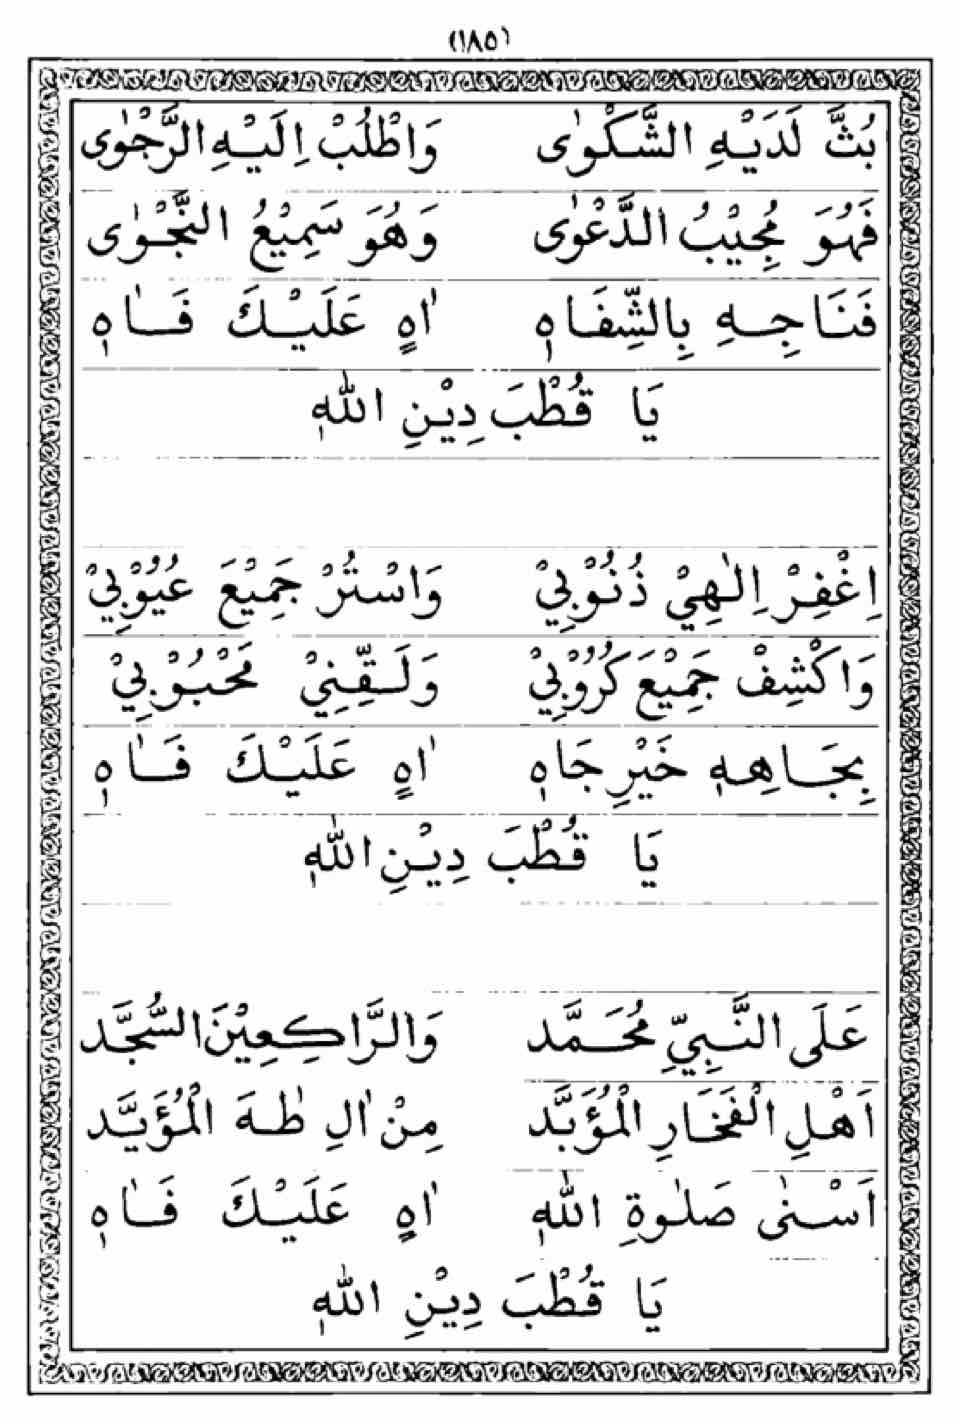 (١٨٥)
بُثَّ لَدَيْهِ الشَّكْوٰى وَاطْلُبْ اِلَيْهِ الرَّجْوٰى
فَهُوَ مُجِيْبُ الدَّعْوٰى وَهُوَ سَمِيْعُ النَّجْوٰى
فَنَاجِهِ بِالشِّفَاهِ اٰهٍ عَلَيْكَ فَاٰهِ
يَا قُطْبَ دِيْنِ اللّٰهِ
اِغْفِرْ اِلٰهِيْ ذُنُوْبِيْ وَاسْتُرْ جَمِيْعَ عُيُوْبِيْ
وَاكْشِفْ جَمِيْعَ كُرُوْبِيْ وَلَقِّنِيْ مَحْبُوْبِيْ
بِجَاهِهٖ خَيْرِ جَاهٖ اٰهٍ عَلَيْكَ فَاٰهٖ
يَا قُطْبَ دِيْنِ اللّٰهِ
عَلَى النَّبِيِّ مُحَمَّد وَالرَّاكِعِيْنَ السُّجَّد
اَهْلِ الْفَخَارِ الْمُؤَبَّد مِنْ اٰلِ طٰهَ الْمُؤَيَّد
اَسْنٰى صَلٰوةِ اللّٰهِ اٰهٍ عَلَيْكَ فَاٰهٖ
يَا قُطْبَ دِيْنِ اللّٰهِ